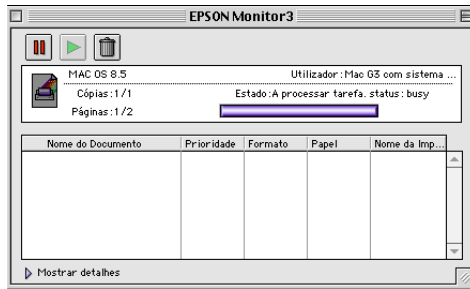 EPSON Monitor3
MAC OS 8.5 Utilizador:Mac G3 com sistema ...
Cópias:1/1 Estado:A processar tarefa. status:busy
Páginas:1/2
Nome do Documento Prioridade Formato Papel Nome da Imp...
Mostrar detalhes